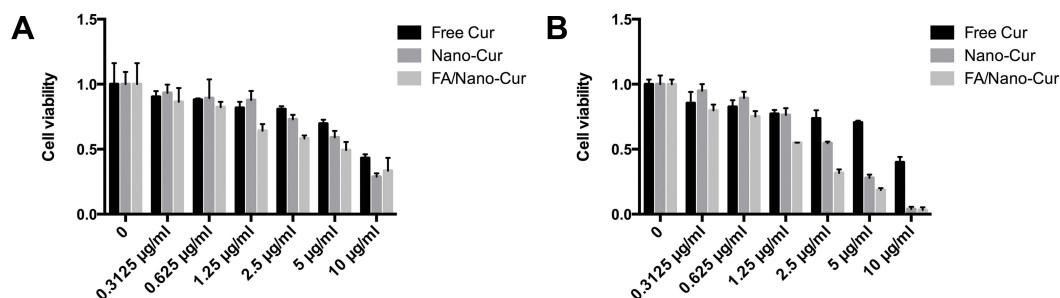 A
Cell viability
1.5
1.0
0.5
0.0
0
0.3125 µg/ml
0.625 µg/ml
1.25 µg/ml
2.5 µg/ml
5 µg/ml
10 µg/ml
Free Cur
Nano-Cur
FA/Nano-Cur
B
Cell viability
1.5
1.0
0.5
0.0
0
0.3125 µg/ml
0.625 µg/ml
1.25 µg/ml
2.5 µg/ml
5 µg/ml
10 µg/ml
Free Cur
Nano-Cur
FA/Nano-Cur